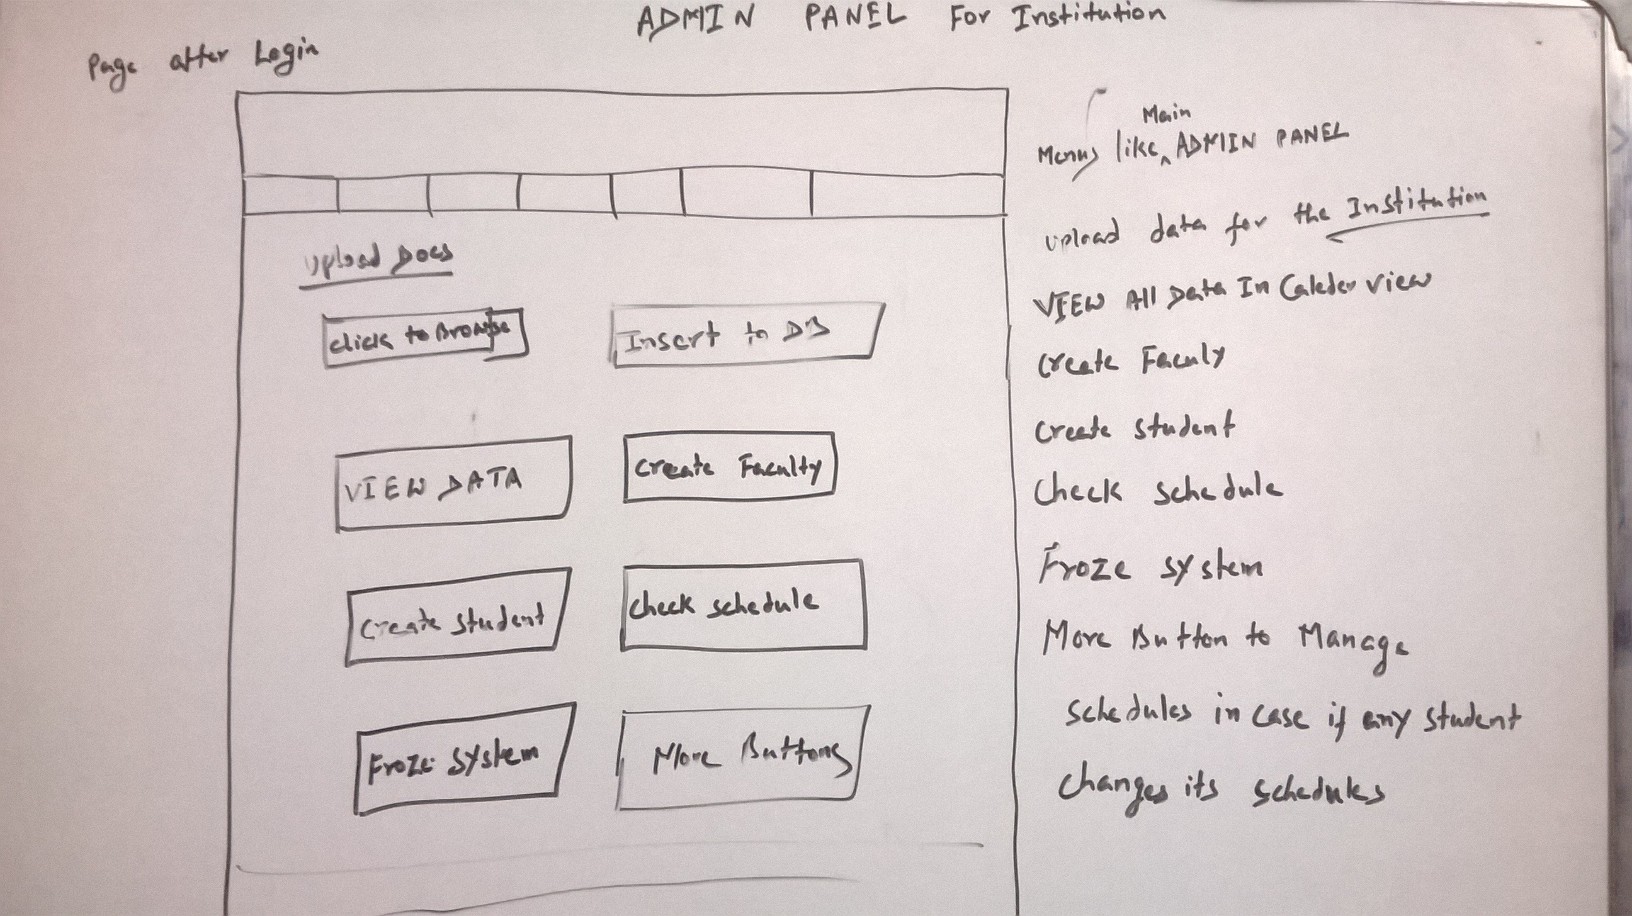 ADMIN PANEL For Institution
Page after Login
Main
Menus like ^ ADMIN PANEL
upload data for the Institution
VIEW All Data In Calder view
Create Faculy
Create student
Check schedule
Froze system
More Button to Manage
schedules in case if any student
changes its schedules
Upload Docs
Click to Browse
Insert to DB
VIEW DATA
Create Faculty
Create student
Check schedule
Froze system
More Buttons